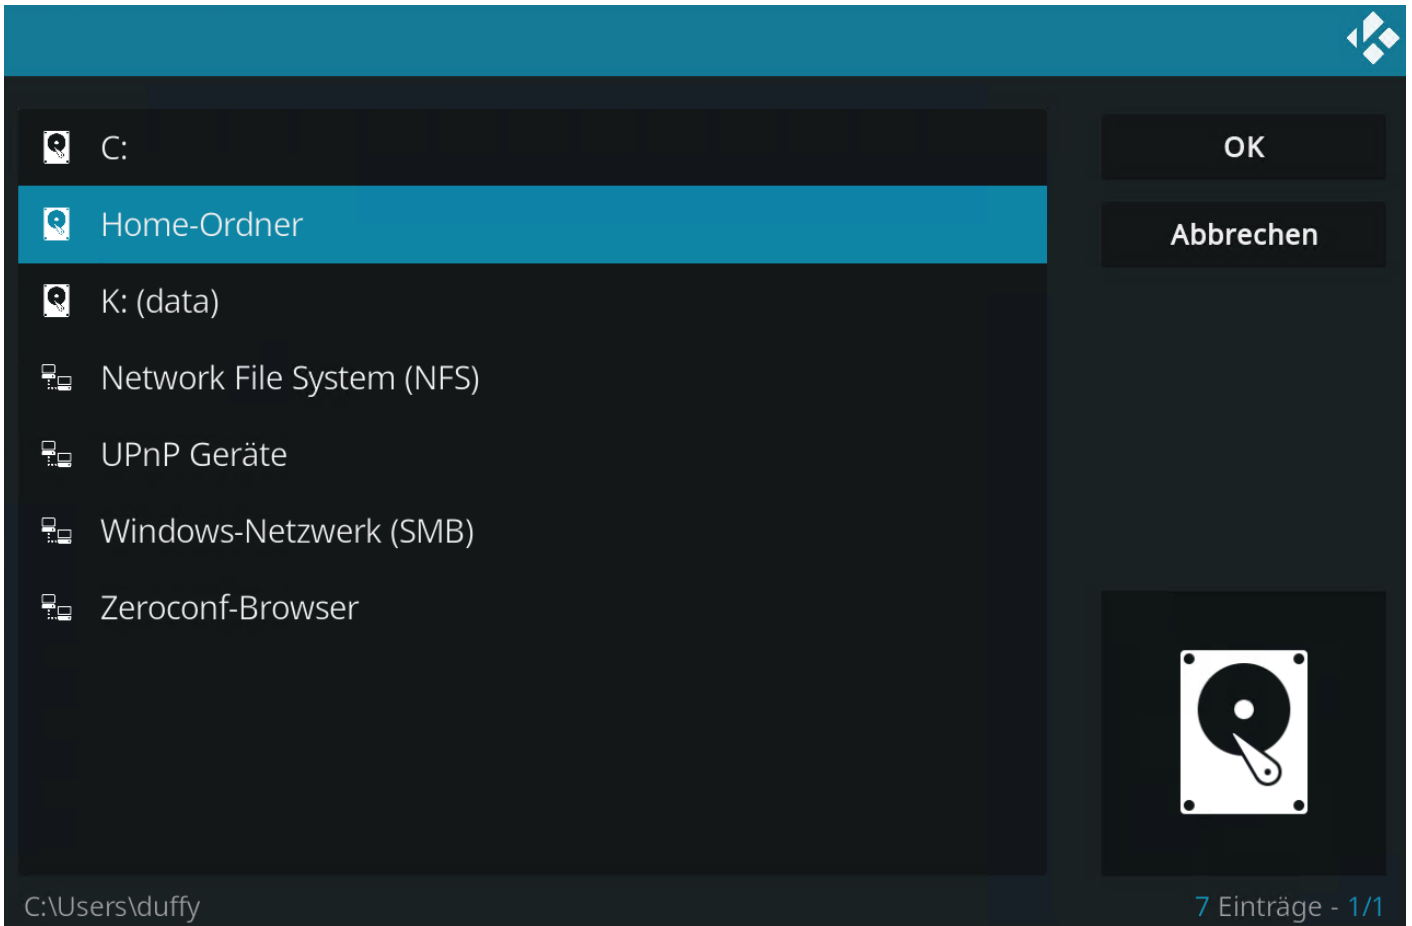 C:
OK
Home-Ordner
Abbrechen
K: (data)
Network File System (NFS)
UPnP Geräte
Windows-Netzwerk (SMB)
Zeroconf-Browser
C:\Users\duffy
7 Einträge - 1/1